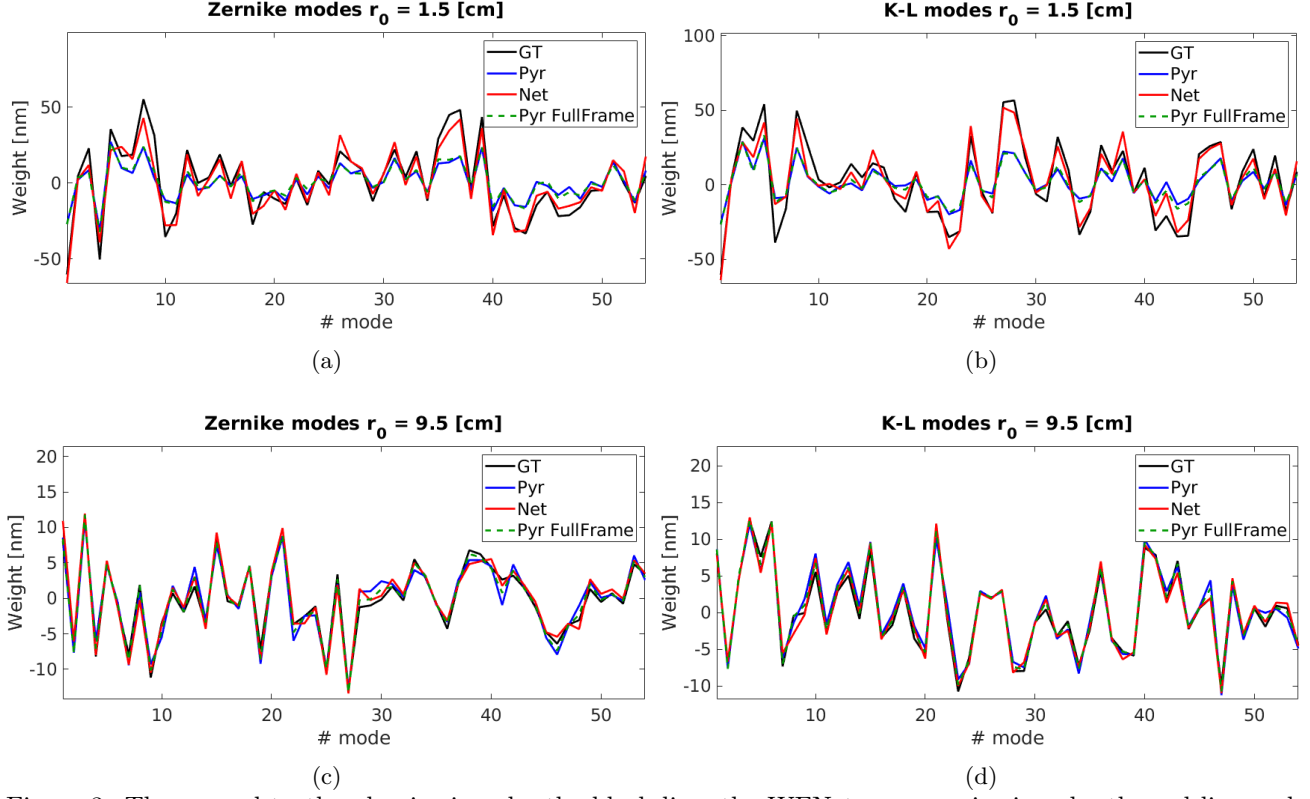 Zernike modes r0 = 1.5 [cm]
Weight [nm]
50
0
-50
GT
Pyr
Net
Pyr FullFrame
10 20 30 40 50
# mode
(a)
K-L modes r0 = 1.5 [cm]
Weight [nm]
100
50
0
-50
GT
Pyr
Net
Pyr FullFrame
10 20 30 40 50
# mode
(b)
Zernike modes r0 = 9.5 [cm]
Weight [nm]
20
15
10
5
0
-5
-10
GT
Pyr
Net
Pyr FullFrame
10 20 30 40 50
# mode
(c)
K-L modes r0 = 9.5 [cm]
Weight [nm]
20
15
10
5
0
-5
-10
GT
Pyr
Net
Pyr FullFrame
10 20 30 40 50
# mode
(d)